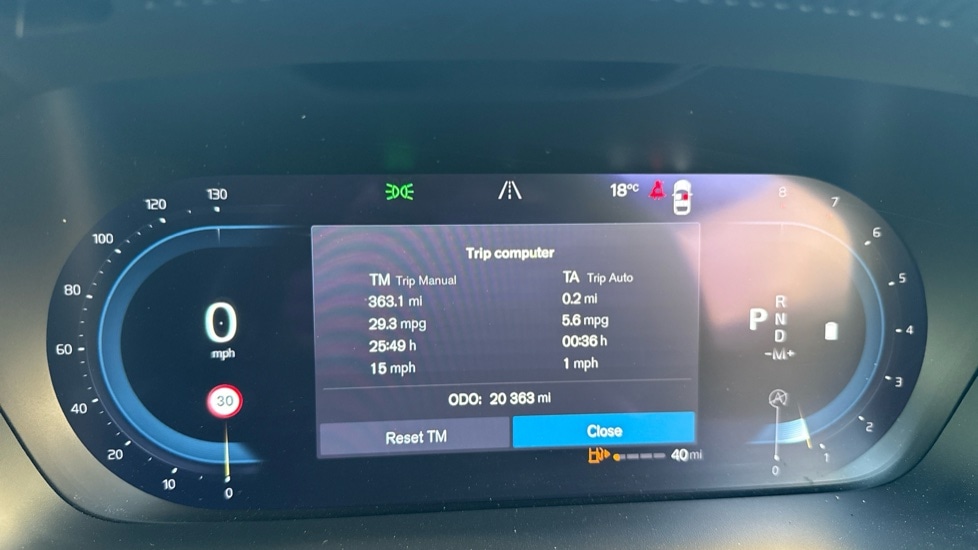 130
120
100
80
60
40
20
10
0
0
mph
30
18°C
Trip computer
TM Trip Manual
363.1 mi
29.3 mpg
25:49 h
15 mph
TA Trip Auto
0.2 mi
5.6 mpg
00:36 h
1 mph
ODO: 20 363 mi
Reset TM
Close
40 mi
P
R
N
D
-M+
A
8
7
6
5
4
3
2
1
0